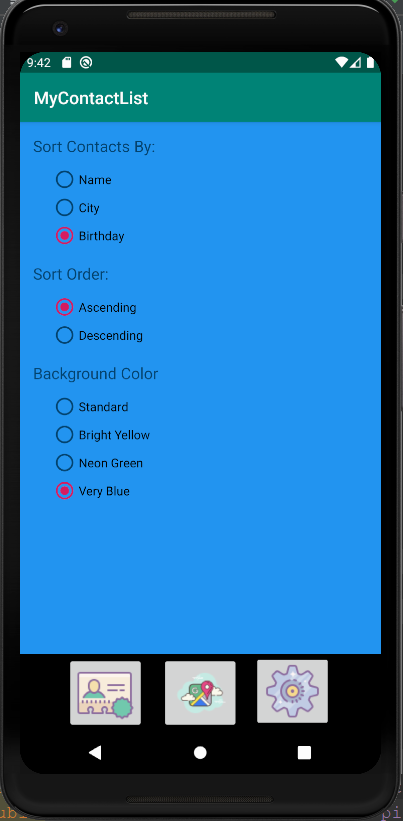 9:42
MyContactList
Sort Contacts By:
Name
City
Birthday
Sort Order:
Ascending
Descending
Background Color
Standard
Bright Yellow
Neon Green
Very Blue